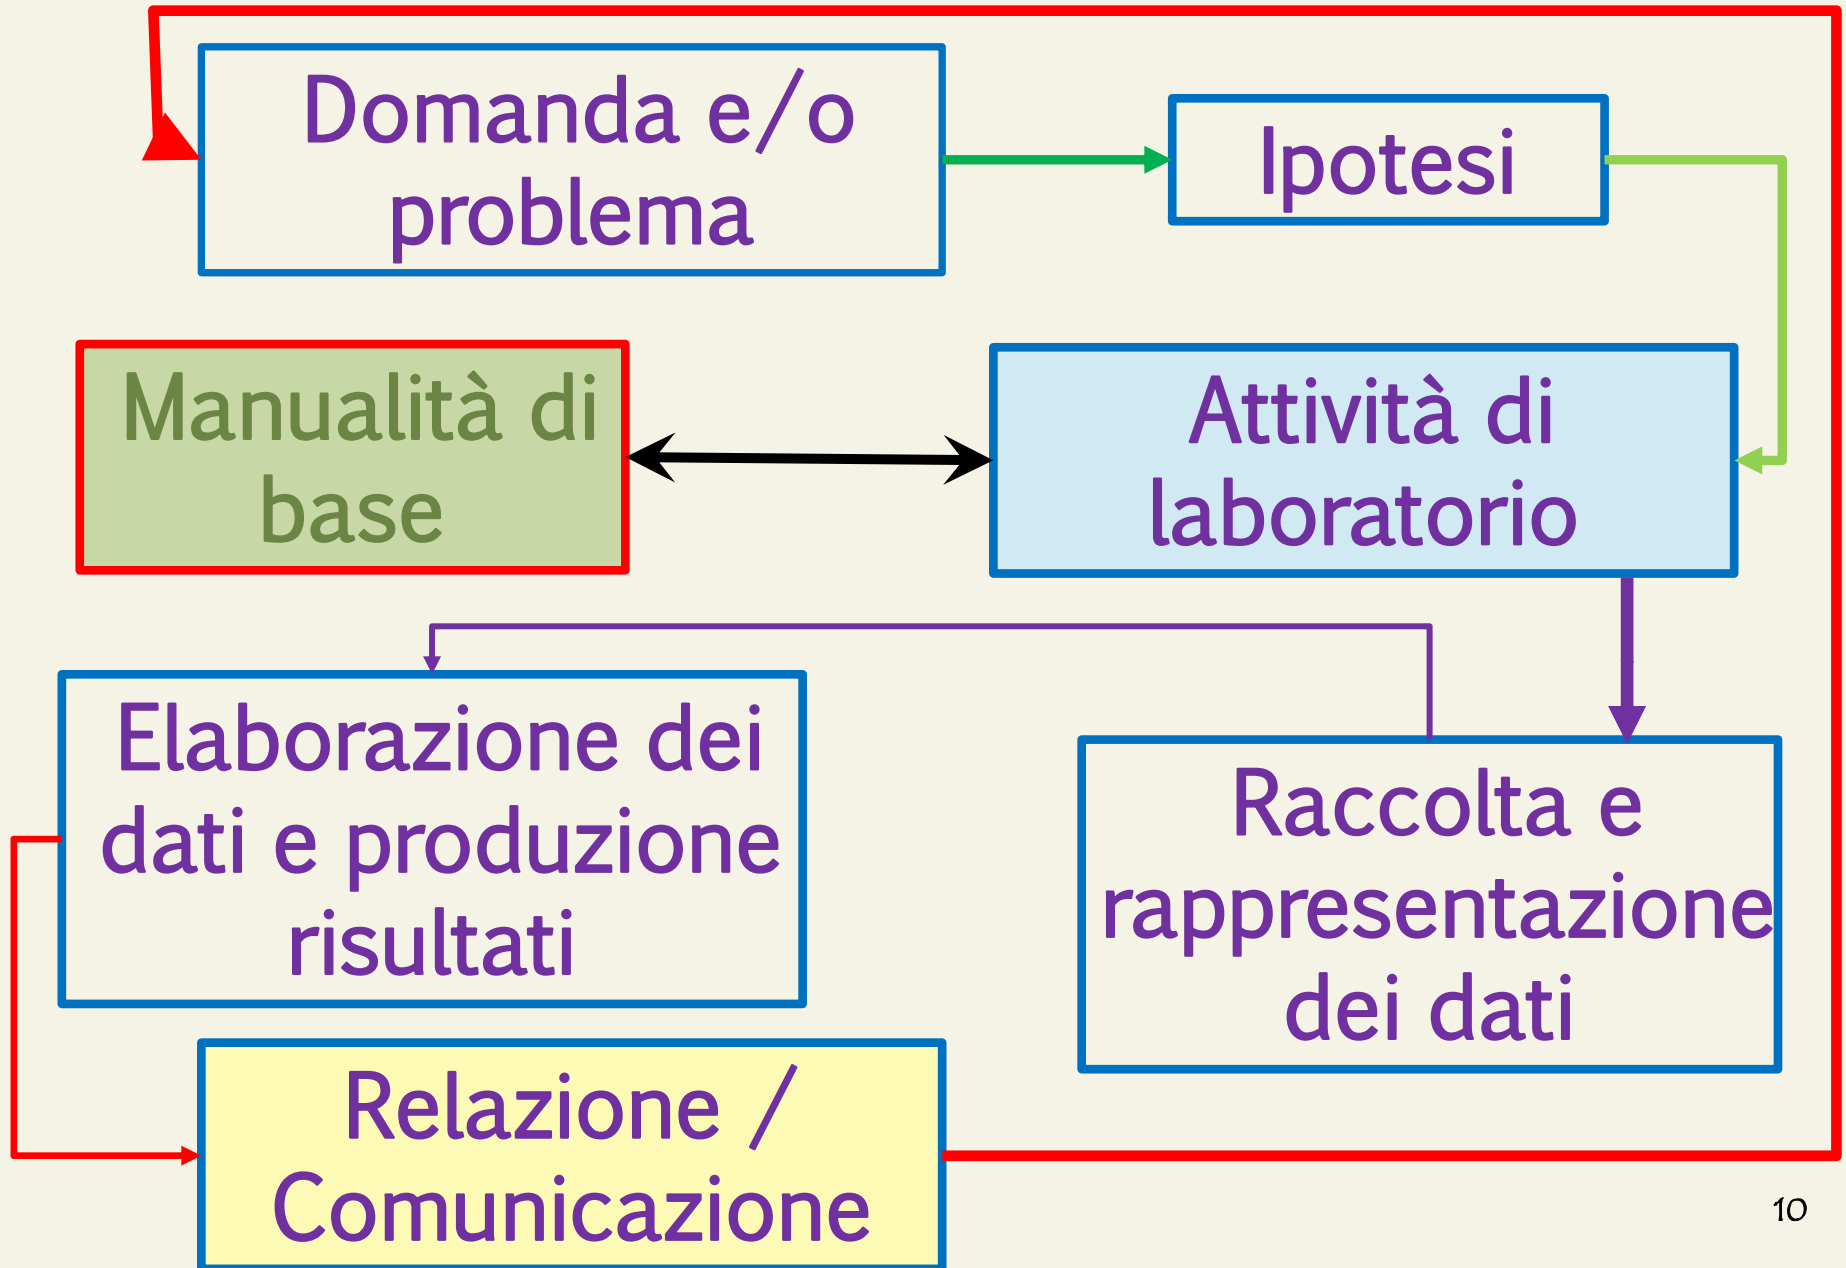 Domanda e/o
problema
Ipotesi
Manualità di
base
Attività di
laboratorio
Elaborazione dei
dati e produzione
risultati
Raccolta e
rappresentazione
dei dati
Relazione /
Comunicazione
10